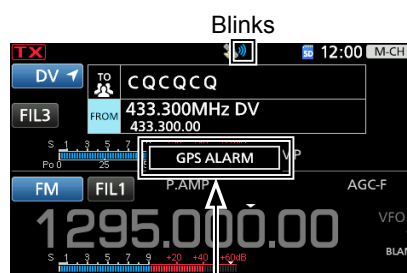 Blinks
TX 12:00 M-CH
DV TO CQCQCQ
FIL3 FROM 433.300MHz DV
433.300.00
S 1 3 5 7
Po 0 25
GPS ALARM
FM FIL1 P.AMP AGC-F
1295.000.00
VFO
BLAN
S 1 3 5 7 9 +20 +40 +60dB